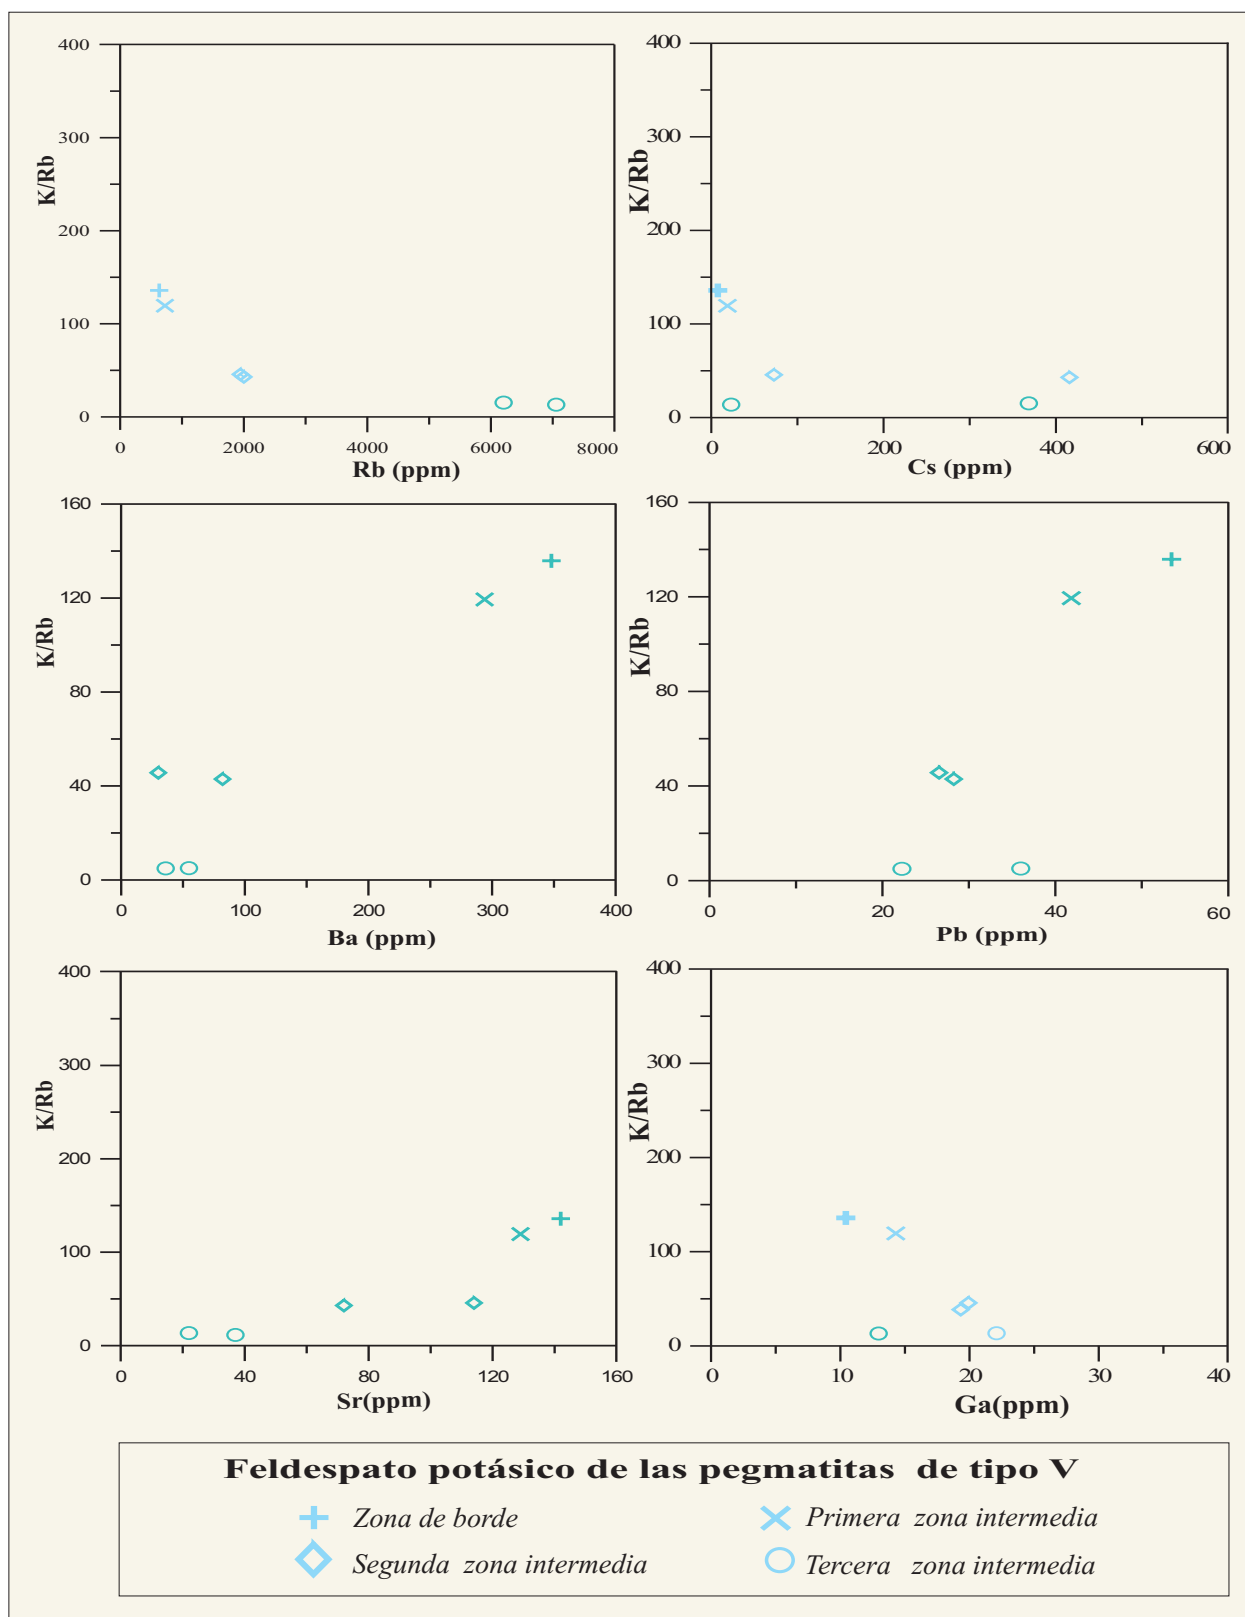 400
300
200
100
0
K/Rb
0 2000 4000 6000 8000
Rb (ppm)
400
300
200
100
0
K/Rb
200 400 600
Cs (ppm)
160
120
80
40
0
K/Rb
0 100 200 300 400
Ba (ppm)
160
120
80
40
0
K/Rb
0 20 40 60
Pb (ppm)
400
300
200
100
0
K/Rb
0 40 80 120 160
Sr(ppm)
400
300
200
100
0
K/Rb
0 10 20 30 40
Ga(ppm)
Feldespato potásico de las pegmatitas de tipo V
Zona de borde
Primera zona intermedia
Segunda zona intermedia
Tercera zona intermedia